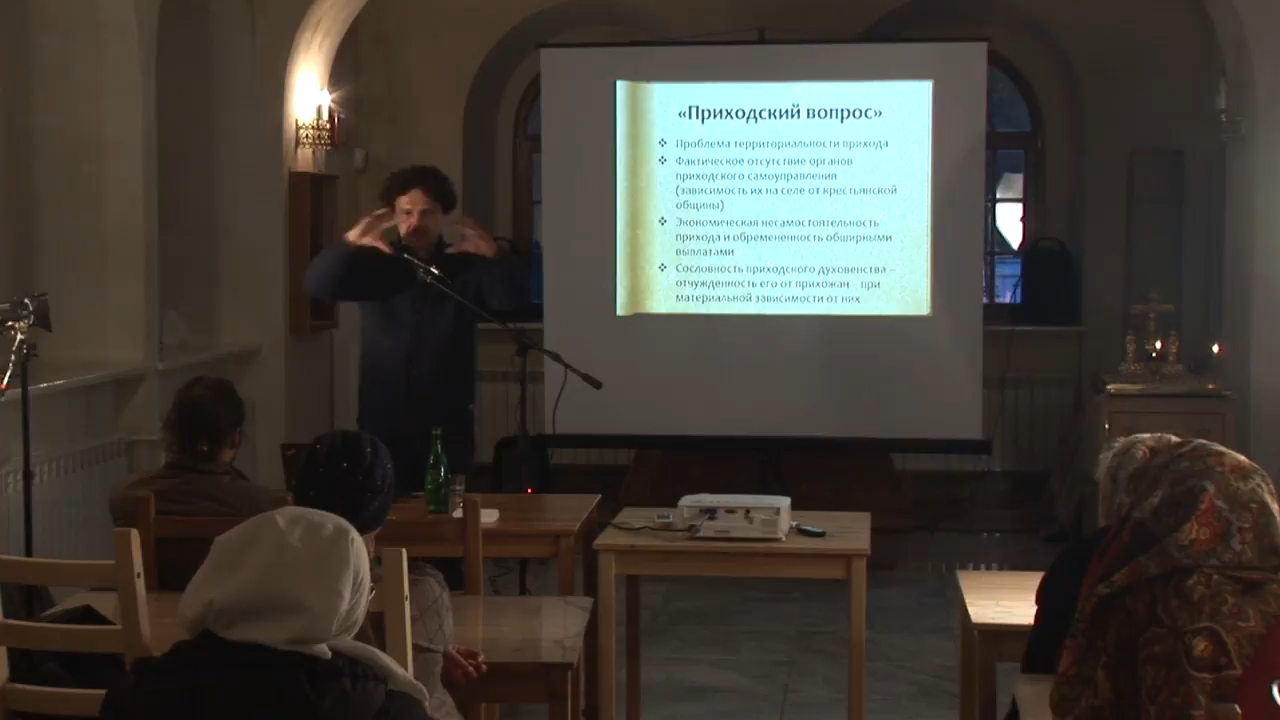 «Приходский вопрос»
❖ Проблема территориальности прихода
❖ Фактическое отсутствие органов
приходского самоуправления
(зависимость их на селе от крестьянской
общины)
❖ Экономическая несамостоятельность
прихода и обремененность обширными
выплатами
❖ Сословность приходского духовенства –
отчужденность его от прихожан – при
материальной зависимости от них